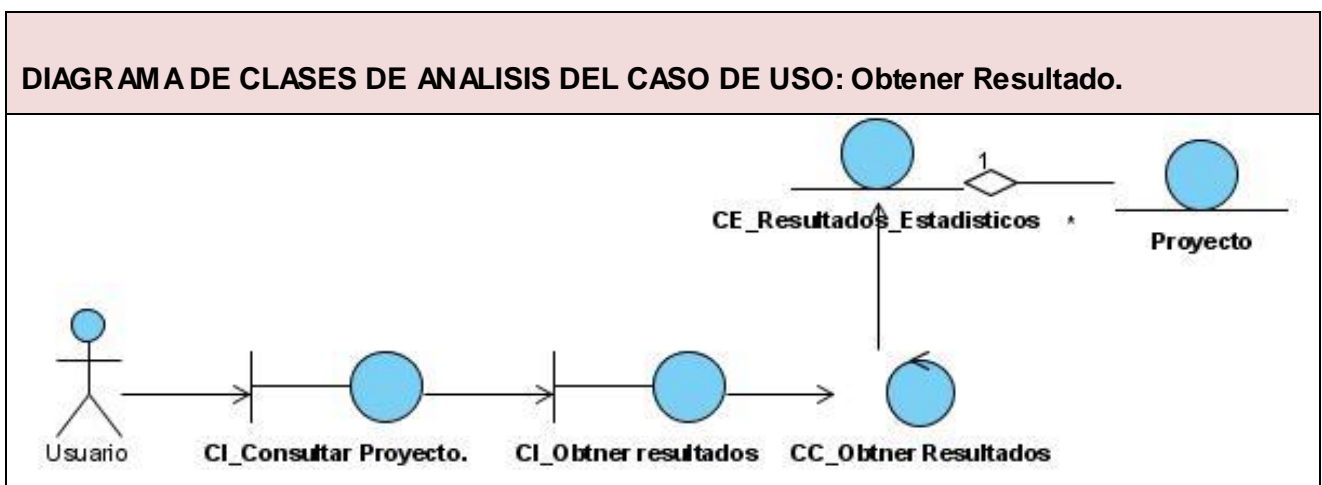 DIAGRAMA DE CLASES DE ANALISIS DEL CASO DE USO: Obtener Resultado.
1
CE_Resultados_Estadisticos *
Proyecto
Usuario
CI_Consultar Proyecto.
CI_Obtner resultados
CC_Obtner Resultados